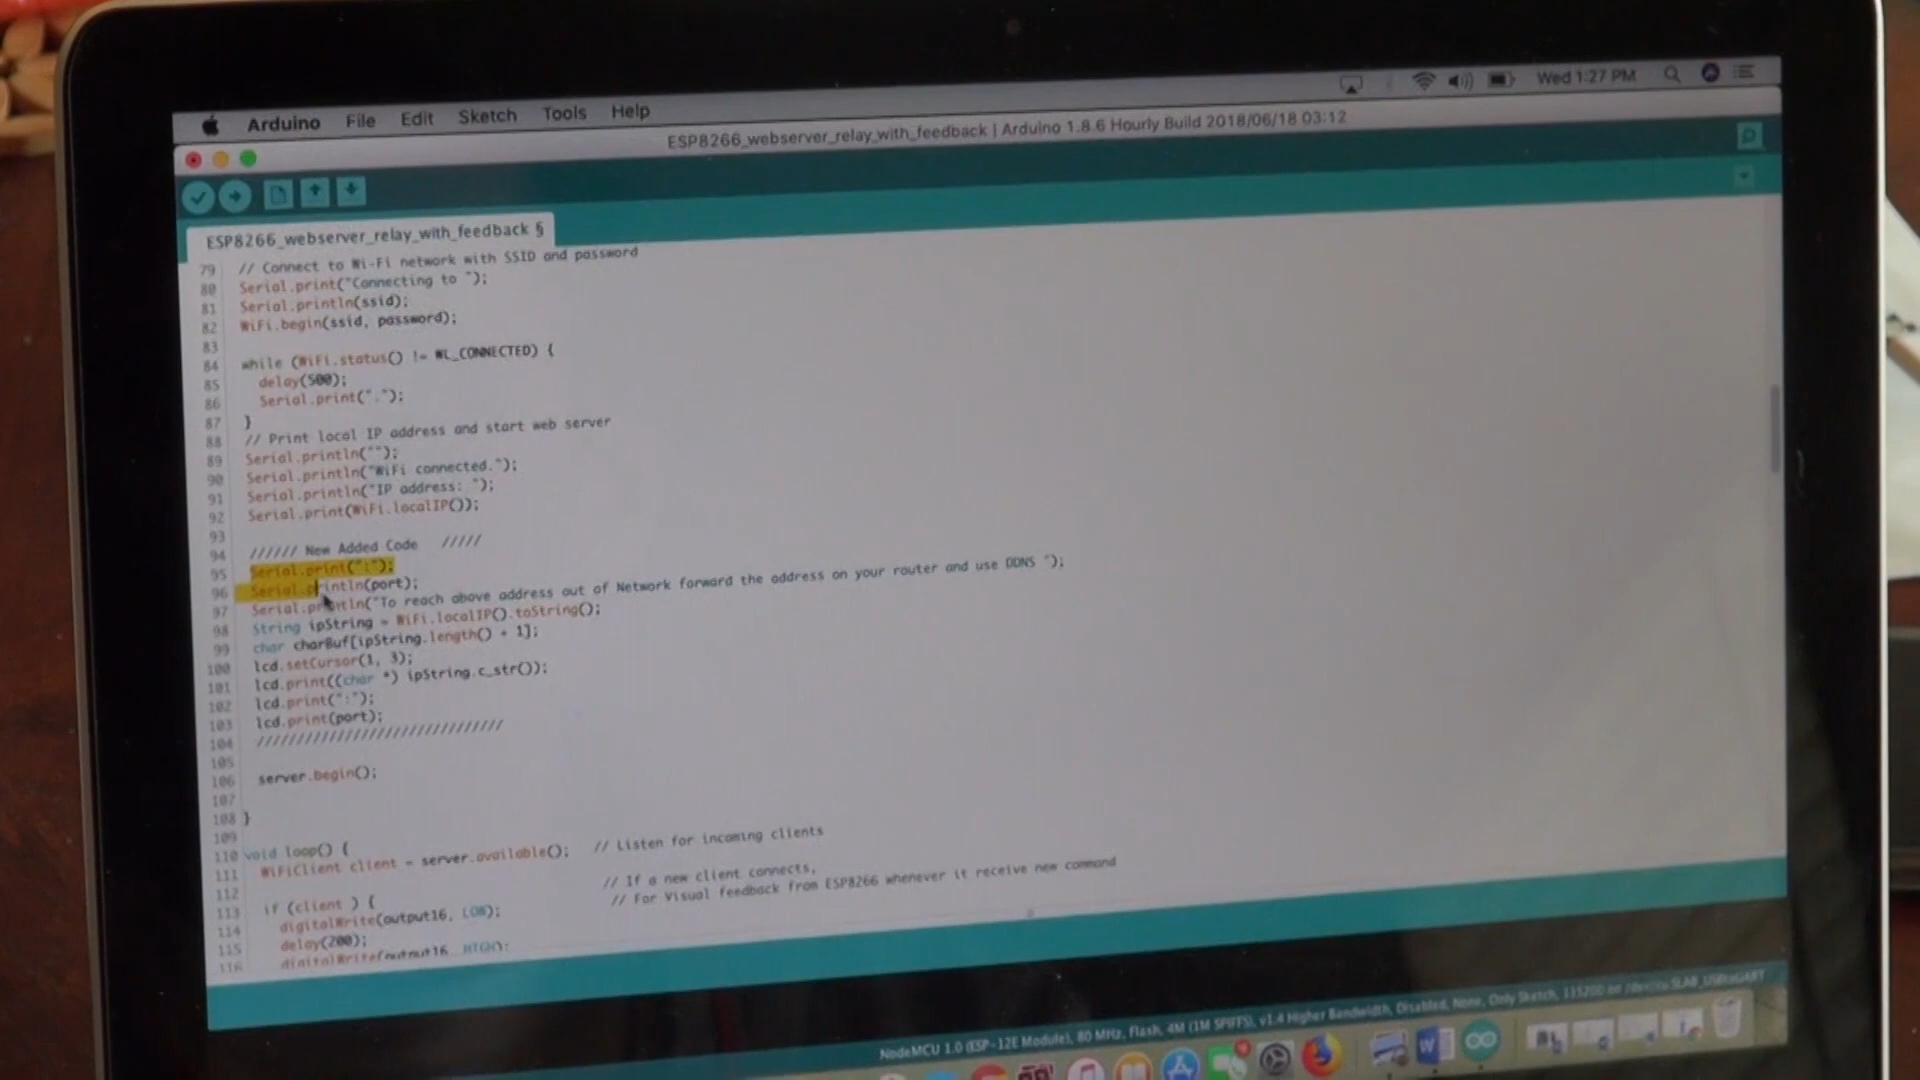 Arduino File Edit Sketch Tools Help Wed 1:27 PM
ESP8266_webserver_relay_with_feedback | Arduino 1.8.6 Hourly Build 2018/06/18 03:12
ESP8266_webserver_relay_with_feedback §
79 // Connect to Wi-Fi network with SSID and password
80 Serial.print("Connecting to ");
81 Serial.println(ssid);
82 WiFi.begin(ssid, password);
83
84 while (WiFi.status() != WL_CONNECTED) {
85 delay(500);
86 Serial.print(".");
87 }
88 // Print local IP address and start web server
89 Serial.println("");
90 Serial.println("WiFi connected.");
91 Serial.println("IP address: ");
92 Serial.print(WiFi.localIP());
93
94 ////// New Added Code /////
95 Serial.print(":");
96 Serial.println(port);
97 Serial.println("To reach above address out of Network forward the address on your router and use DDNS ");
98 String ipString = WiFi.localIP().toString();
99 char charBuf[ipString.length() + 1];
100 lcd.setCursor(1, 3);
101 lcd.print((char *) ipString.c_str());
102 lcd.print(":");
103 lcd.print(port);
104 ///////////////////////////////
105
106 server.begin();
107
108 }
109
110 void loop() {
111 WiFiClient client = server.available(); // Listen for incoming clients
112
113 if (client ) { // If a new client connects,
114 digitalWrite(output16, LOW); // For Visual feedback from ESP8266 whenever it receive new command
115 delay(200);
116 digitalWrite(output16, HIGH);
NodeMCU 1.0 (ESP-12E Module), 80 MHz, Flash, 4M (1M SPIFFS), v1.4 Higher Bandwidth, Disabled, None, Only Sketch, 115200 on /dev/cu.SLAB_USBtoUART